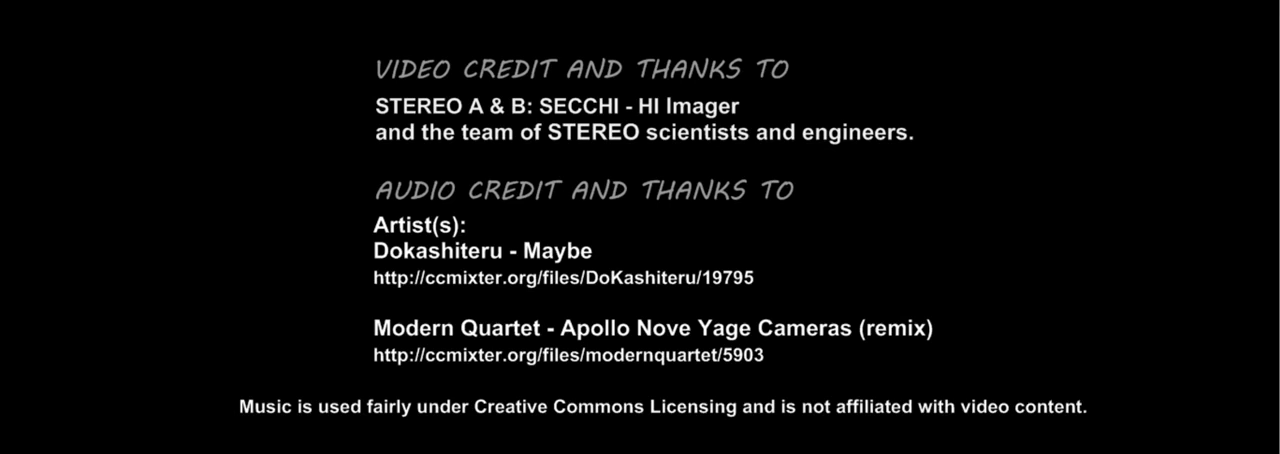 VIDEO CREDIT AND THANKS TO
STEREO A & B: SECCHI - HI Imager
and the team of STEREO scientists and engineers.
AUDIO CREDIT AND THANKS TO
Artist(s):
Dokashiteru - Maybe
http://ccmixter.org/files/DoKashiteru/19795
Modern Quartet - Apollo Nove Yage Cameras (remix)
http://ccmixter.org/files/modernquartet/5903
Music is used fairly under Creative Commons Licensing and is not affiliated with video content.